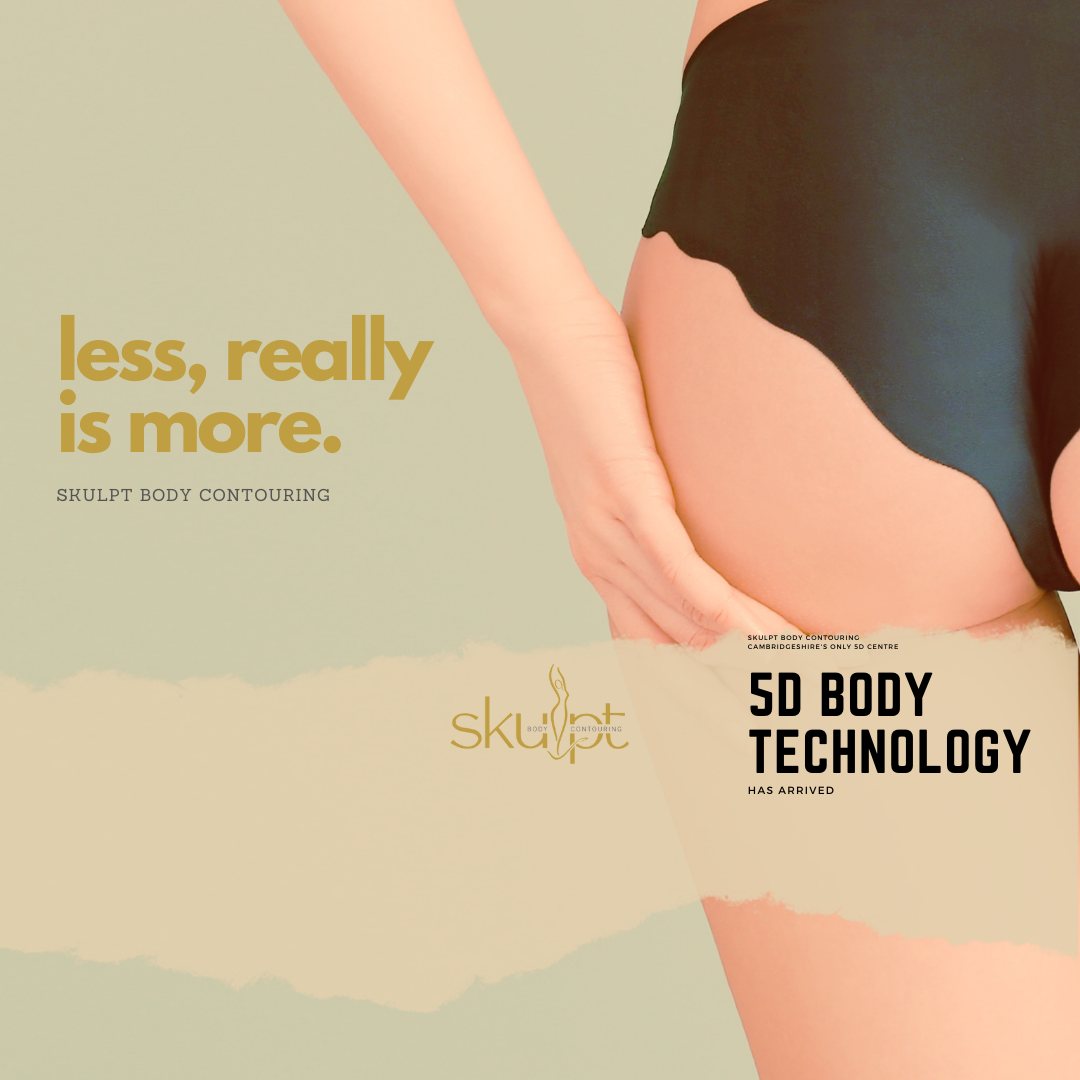 less, really
is more.
SKULPT BODY CONTOURING
SKULPT BODY CONTOURING
CAMBRIDGESHIRE'S ONLY 5D CENTRE
5D BODY
TECHNOLOGY
HAS ARRIVED
skulpt
BODY CONTOURING